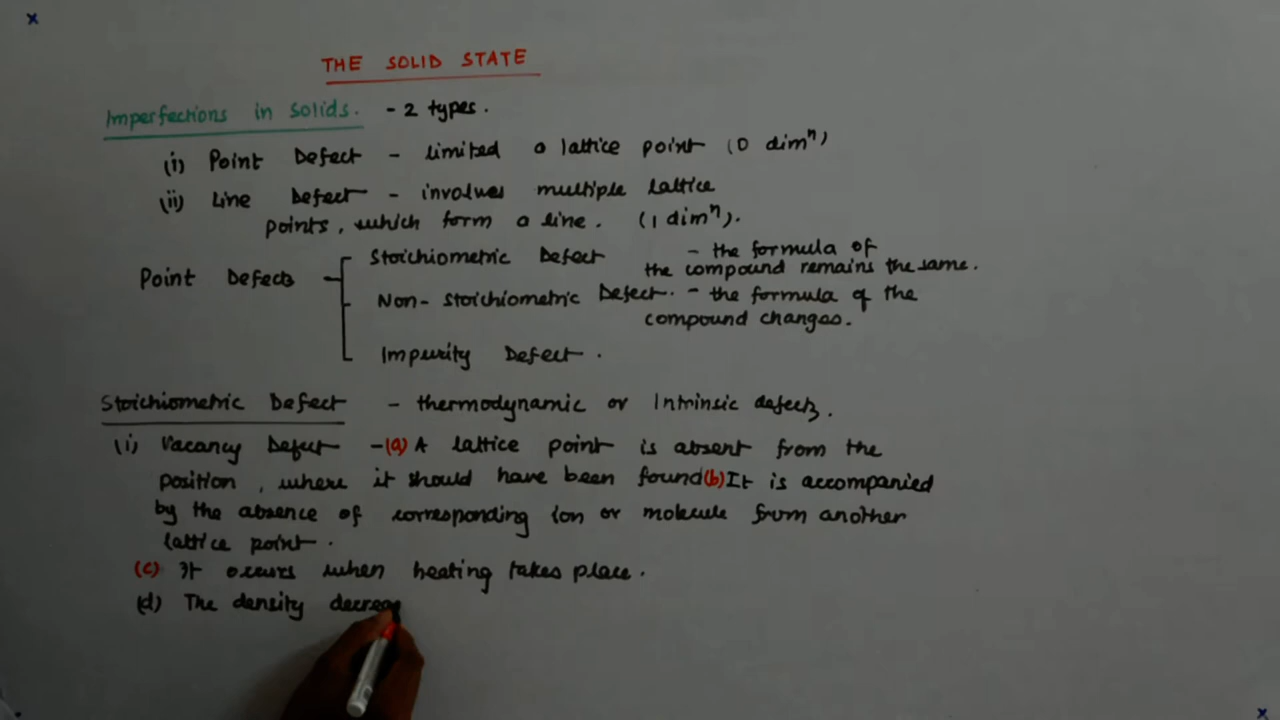 THE SOLID STATE
Imperfections in Solids. - 2 types.
(i) Point Defect - limited a lattice point (0 dimⁿ)
(ii) Line Defect - involves multiple lattice
points, which form a line. (1 dimⁿ).
Point Defects
Stoichiometric Defect - the formula of
the compound remains the same.
Non-Stoichiometric Defect. - the formula of the
compound changes.
Impurity Defect.
Stoichiometric Defect - thermodynamic or Intrinsic defects.
(i) Vacancy Defect - (a) A lattice point is absent from the
position, where it should have been found (b) It is accompanied
by the absence of corresponding ion or molecule from another
lattice point.
(c) It occurs when heating takes place.
(d) The density decrea